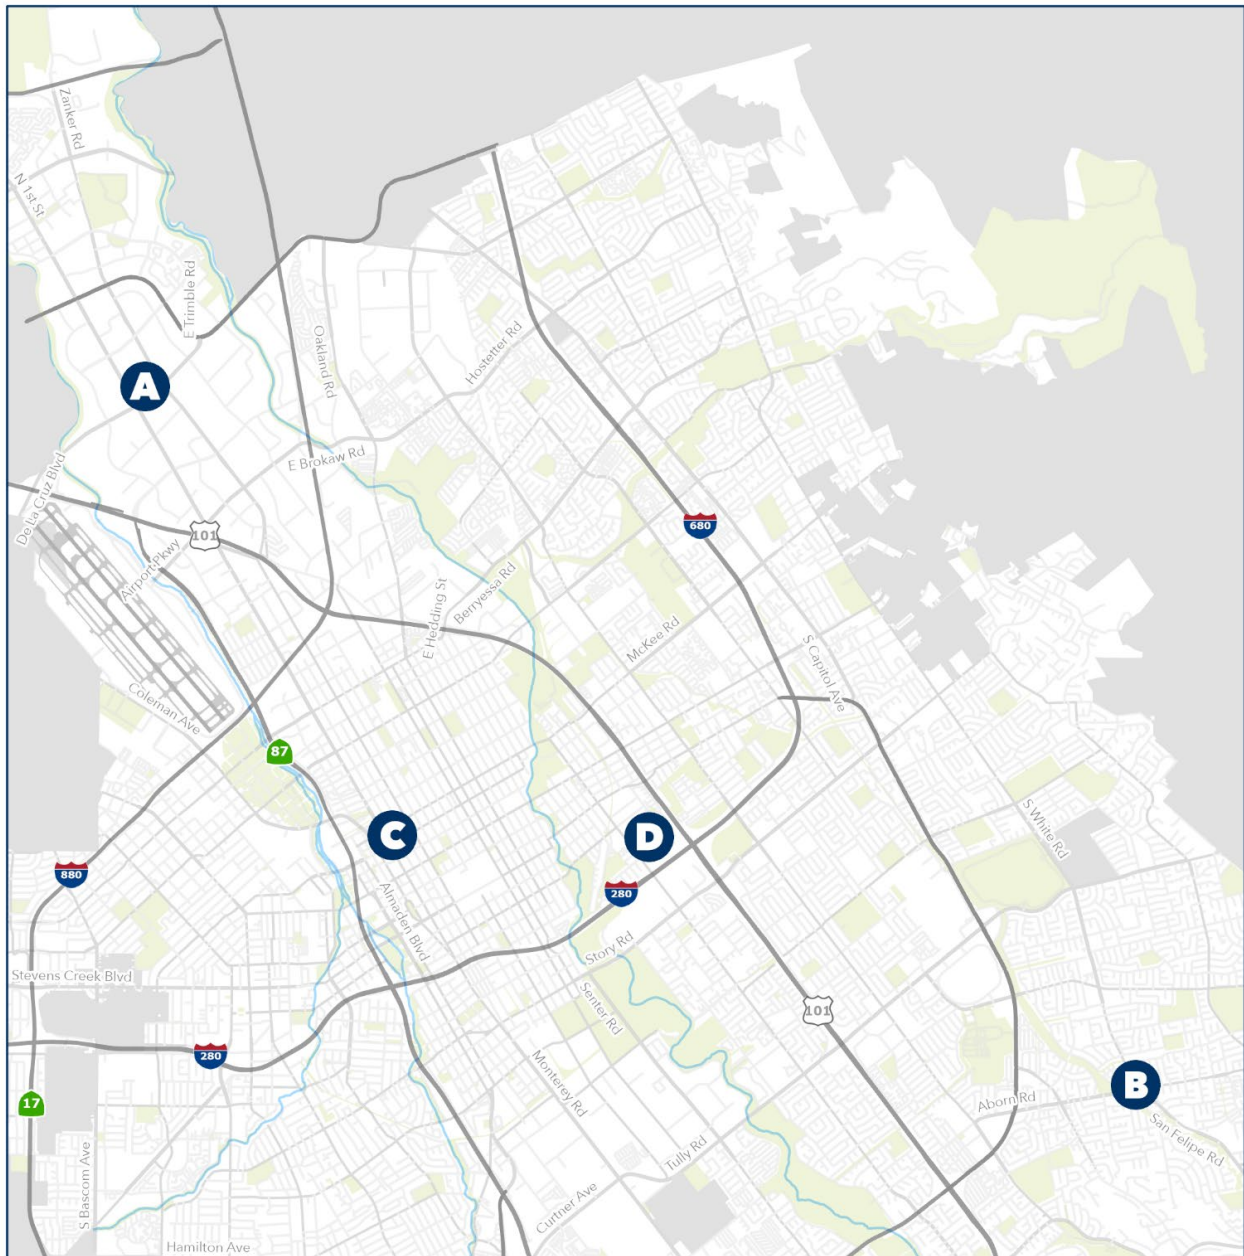 Zanker Rd
N 1st St
E Trimble Rd
Oakland Rd
Hostetter Rd
A
E Brokaw Rd
De La Cruz Blvd
101
680
Airport Pkwy
E Hedding St
Berryessa Rd
McKee Rd
S Capitol Ave
Coleman Ave
87
C
D
S White Rd
880
280
Almaden Blvd
Story Rd
Stevens Creek Blvd
Senter Rd
101
280
Monterey Rd
B
17
Aborn Rd
San Felipe Rd
Tully Rd
S Bascom Ave
Curtner Ave
Hamilton Ave